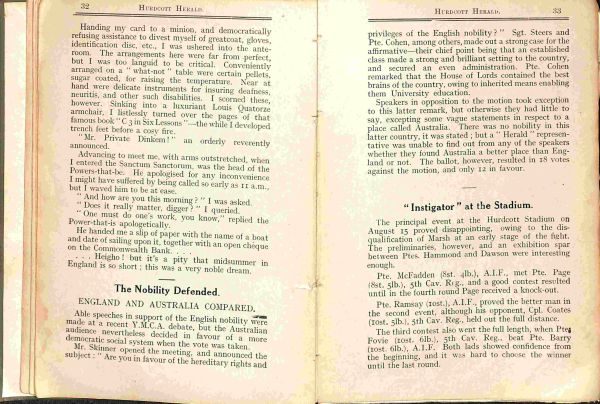 32 HURDCOTT HERALD.
Handing my card to a minion, and democratically
refusing assistance to divest myself of greatcoat, gloves,
identification disc, etc., I was ushered into the ante-
room. The arrangements here were far from perfect,
but I was too languid to be critical. Conveniently
arranged on a "what-not" table were certain pellets,
sugar coated, for raising the temperature. Near at
hand were delicate instruments for insuring deafness,
neuritis, and other such disabilities. I scorned these,
however. Sinking into a luxuriant Louis Quatorze
armchair, I listlessly turned over the pages of that
famous book "C 3 in Six Lessons"—the while I developed
trench feet before a cosy fire.
"Mr. Private Dinkem!" an orderly reverently
announced.
Advancing to meet me, with arms outstretched, when
I entered the Sanctum Sanctorum, was the head of the
Powers-that-be. He apologised for any inconvenience
I might have suffered by being called so early as 11 a.m.,
but I waved him to be at ease.
"And how are you this morning?" I was asked.
"Does it really matter, digger?" I queried.
"One must do one's work, you know," replied the
Power-that-is apologetically.
He handed me a slip of paper with the name of a boat
and date of sailing upon it, together with an open cheque
on the Commonwealth Bank. . . .
. . . Heigho! but it's a pity that midsummer in
England is so short; this was a very noble dream.
The Nobility Defended.
ENGLAND AND AUSTRALIA COMPARED.
Able speeches in support of the English nobility were
made at a recent Y.M.C.A. debate, but the Australian
audience nevertheless decided in favour of a more
democratic social system when the vote was taken.
Mr. Skinner opened the meeting, and announced the
subject: "Are you in favour of the hereditary rights and
HURDCOTT HERALD. 33
privileges of the English nobility?" Sgt. Steers and
Pte. Cohen, among others, made out a strong case for the
affirmative—their chief point being that an established
class made a strong and brilliant setting to the country,
and secured an even administration. Pte. Cohen
remarked that the House of Lords contained the best
brains of the country, owing to inherited means enabling
them University education.
Speakers in opposition to the motion took exception
to this latter remark, but otherwise they had little to
say, excepting some vague statements in respect to a
place called Australia. There was no nobility in this
latter country, it was stated; but a "Herald" represen-
tative was unable to find out from any of the speakers
whether they found Australia a better place than Eng-
land or not. The ballot, however, resulted in 18 votes
against the motion, and only 12 in favour.
"Instigator" at the Stadium.
The principal event at the Hurdcott Stadium on
August 15 proved disappointing, owing to the dis-
qualification of Marsh at an early stage of the fight.
The preliminaries, however, and an exhibition spar
between Ptes. Hammond and Dawson were interesting
enough.
Pte. McFadden (8st. 4lb.), A.I.F., met Pte. Page
(8st. 5lb.), 5th Cav. Reg., and a good contest resulted
until in the fourth round Page received a knock-out.
Pte. Ramsay (10st.), A.I.F., proved the better man in
the second event, although his opponent, Cpl. Coates
(10st. 5lb.), 5th Cav. Reg., held out the full distance.
The third contest also went the full length, when Pte.
Fovie (10st. 6lb.), 5th Cav. Reg., beat Pte. Barry
(10st. 6lb.), A.I.F. Both lads showed confidence from
the beginning, and it was hard to choose the winner
until the last round.